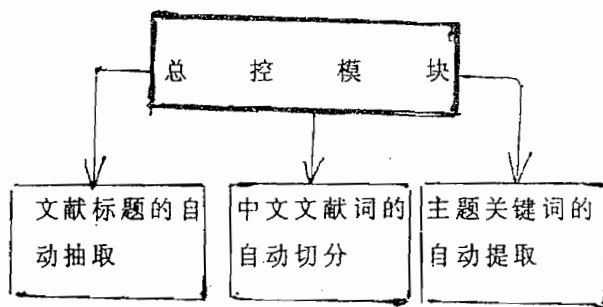 总控模块
文献标题的自
动抽取
中文文献词的
自动切分
主题关键词的
自动提取